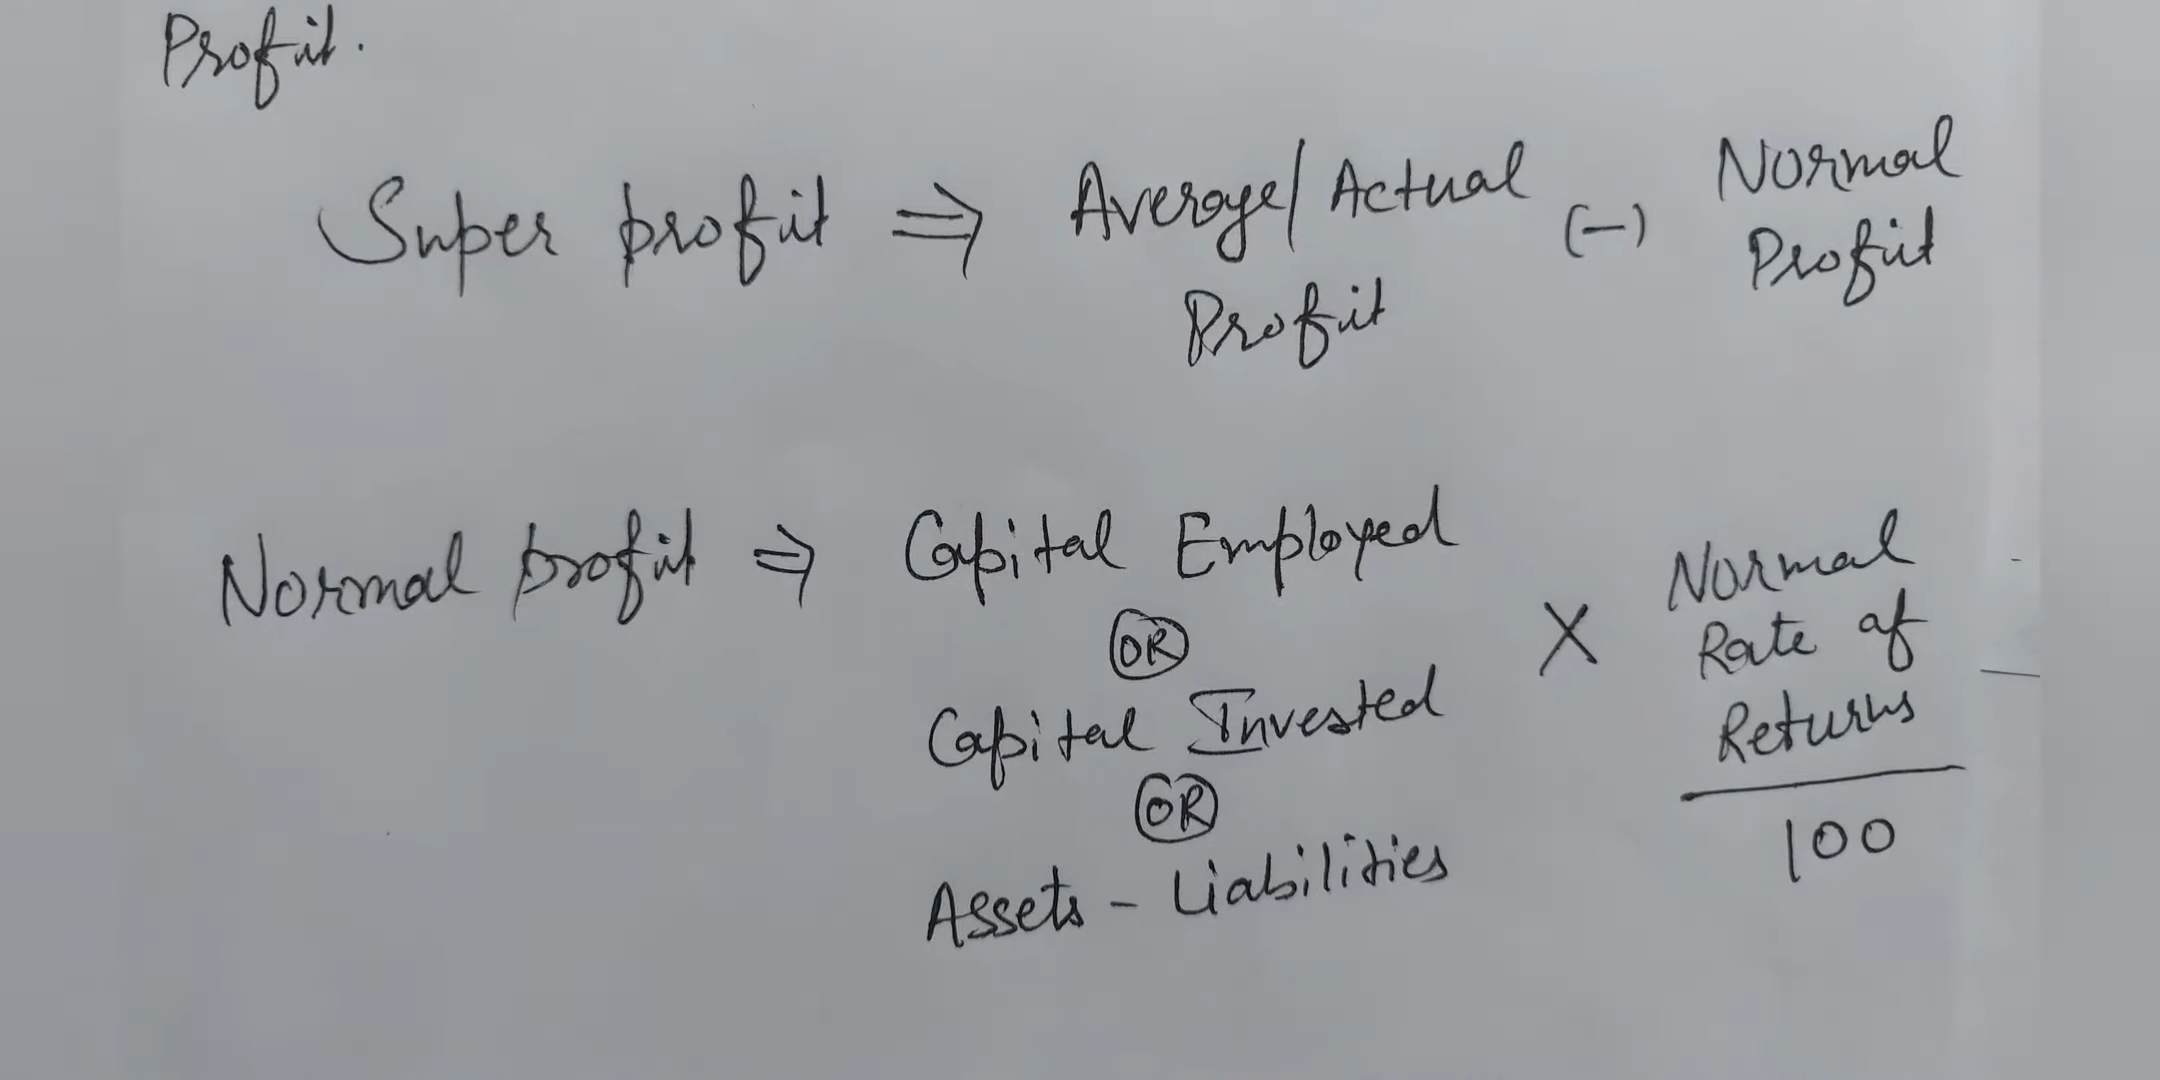 Profit.
Super profit ⇒ Average/Actual Profit (-) Normal Profit
Normal profit ⇒ Capital Employed
OR
Capital Invested
OR
Assets - Liabilities
X Normal Rate of Returns
100